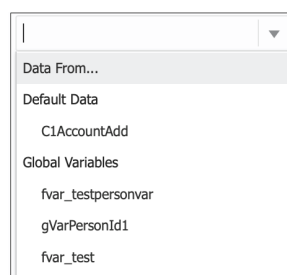 Data From...
Default Data
C1AccountAdd
Global Variables
fvar_testpersonvar
gVarPersonId1
fvar_test